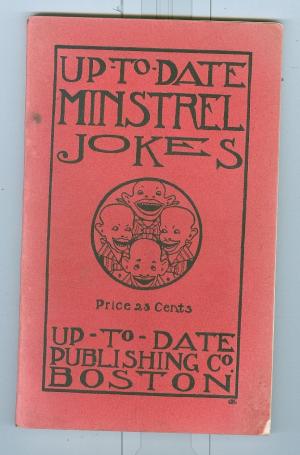 UP-TO-DATE
MINSTREL
JOKES
Price 25 Cents
UP-TO-DATE
PUBLISHING CO.
BOSTON